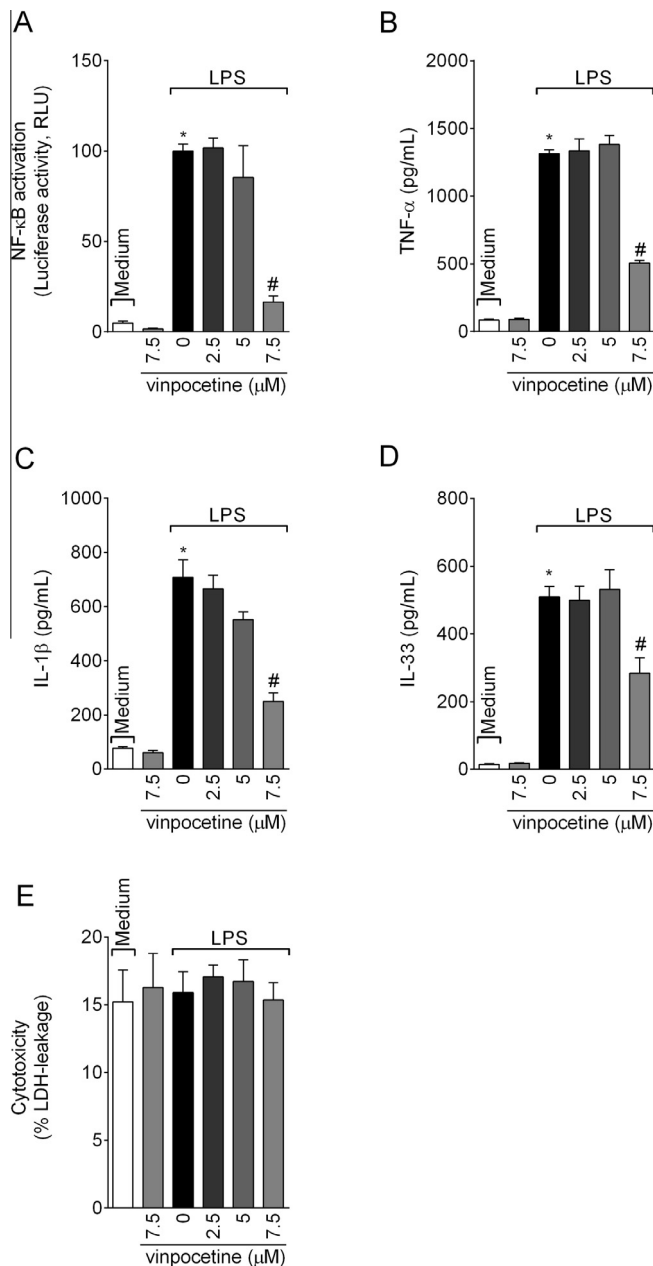 A
NF-κB activation
(Luciferase activity, RLU)
150
100
50
0
LPS
*
#
Medium
7.5
0
2.5
5
7.5
vinpocetine (μM)
B
TNF-α (pg/mL)
2000
1500
1000
500
0
LPS
*
#
Medium
7.5
0
2.5
5
7.5
vinpocetine (μM)
C
IL-1β (pg/mL)
1000
800
600
400
200
0
LPS
*
#
Medium
7.5
0
2.5
5
7.5
vinpocetine (μM)
D
IL-33 (pg/mL)
800
600
400
200
0
LPS
*
#
Medium
7.5
0
2.5
5
7.5
vinpocetine (μM)
E
Cytotoxicity
(% LDH-leakage)
20
15
10
5
0
Medium
LPS
7.5
0
2.5
5
7.5
vinpocetine (μM)